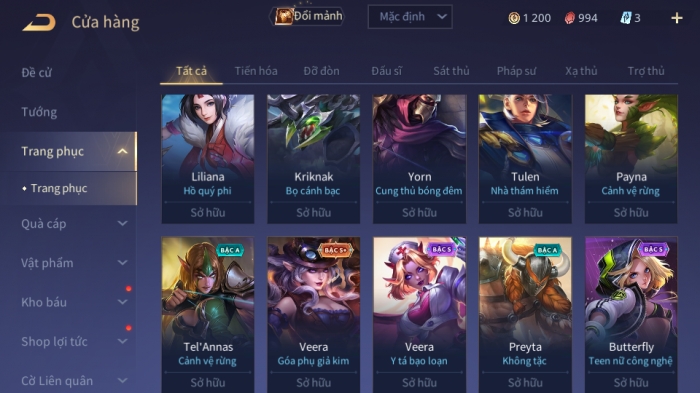 Cửa hàng
Đổi mảnh
Mặc định
1 200
994
3
Đề cử
Tướng
Trang phục
Trang phục
Quà cáp
Vật phẩm
Kho báu
Shop lợi tức
Cờ Liên quân
Tất cả Tiến hóa Đỡ đòn Đấu sĩ Sát thủ Pháp sư Xạ thủ Trợ thủ
Liliana
Hồ quý phi
Sở hữu
Kriknak
Bọ cánh bạc
Sở hữu
Yorn
Cung thủ bóng đêm
Sở hữu
Tulen
Nhà thám hiểm
Sở hữu
Payna
Cảnh vệ rừng
Sở hữu
BẬC A
Tel'Annas
Cảnh vệ rừng
Sở hữu
BẬC S+
Veera
Góa phụ giả kim
Sở hữu
BẬC S
Veera
Y tá bạo loạn
Sở hữu
BẬC A
Preyta
Không tặc
Sở hữu
BẬC S
Butterfly
Teen nữ công nghệ
Sở hữu